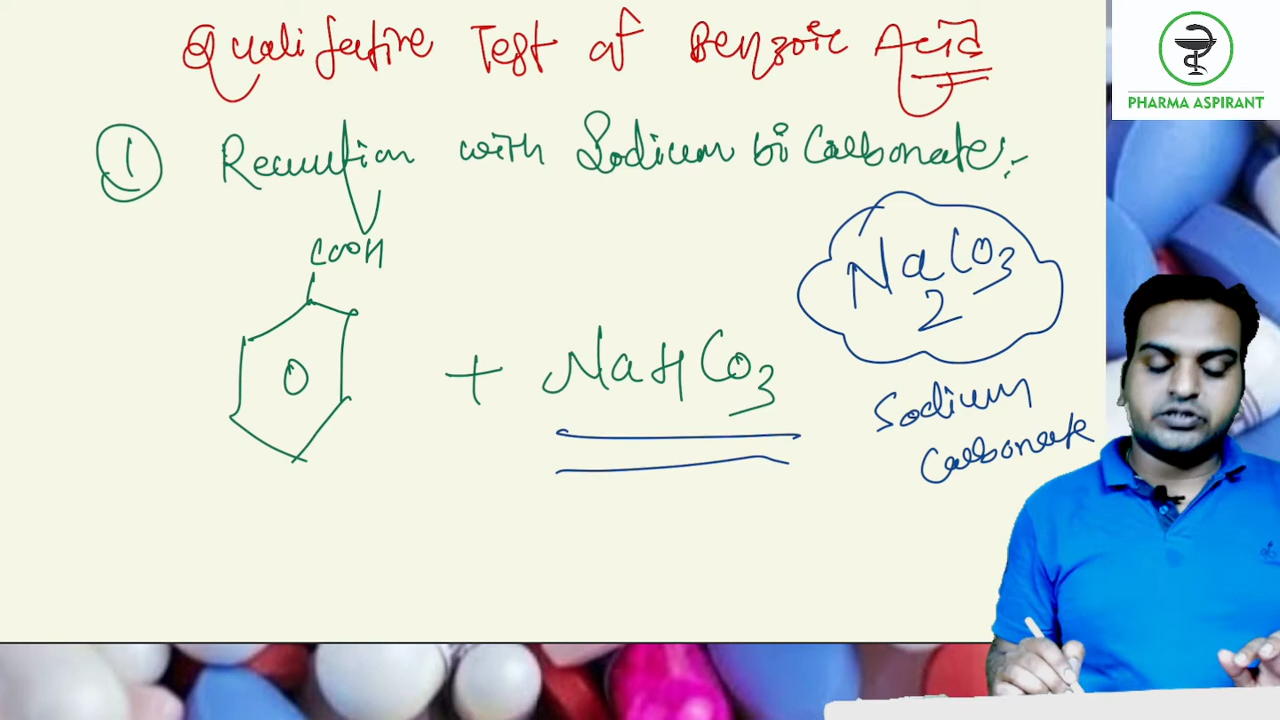 Qualitative Test of Benzoic Acid
PHARMA ASPIRANT
① Reaction with Sodium bi Carbonate:-
COOH
+ NaHCO3
Na2CO3
Sodium
Carbonate